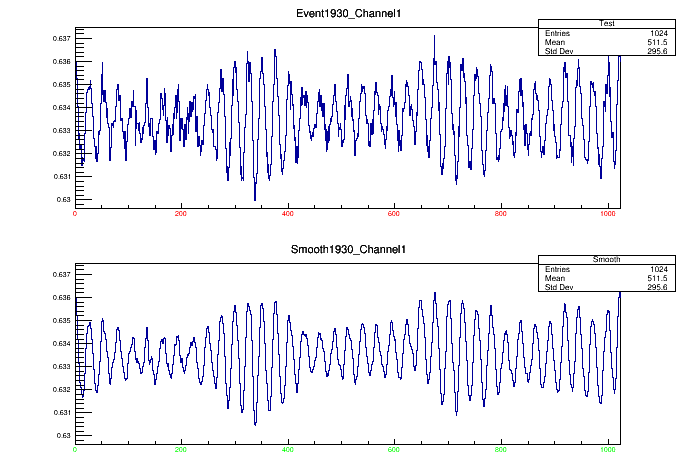 Event1930_Channel1
Test
Entries 1024
Mean 511.5
Std Dev 295.6
0.637
0.636
0.635
0.634
0.633
0.632
0.631
0.63
0 200 400 600 800 1000
Smooth1930_Channel1
Smooth
Entries 1024
Mean 511.5
Std Dev 295.6
0.637
0.636
0.635
0.634
0.633
0.632
0.631
0.63
0 200 400 600 800 1000